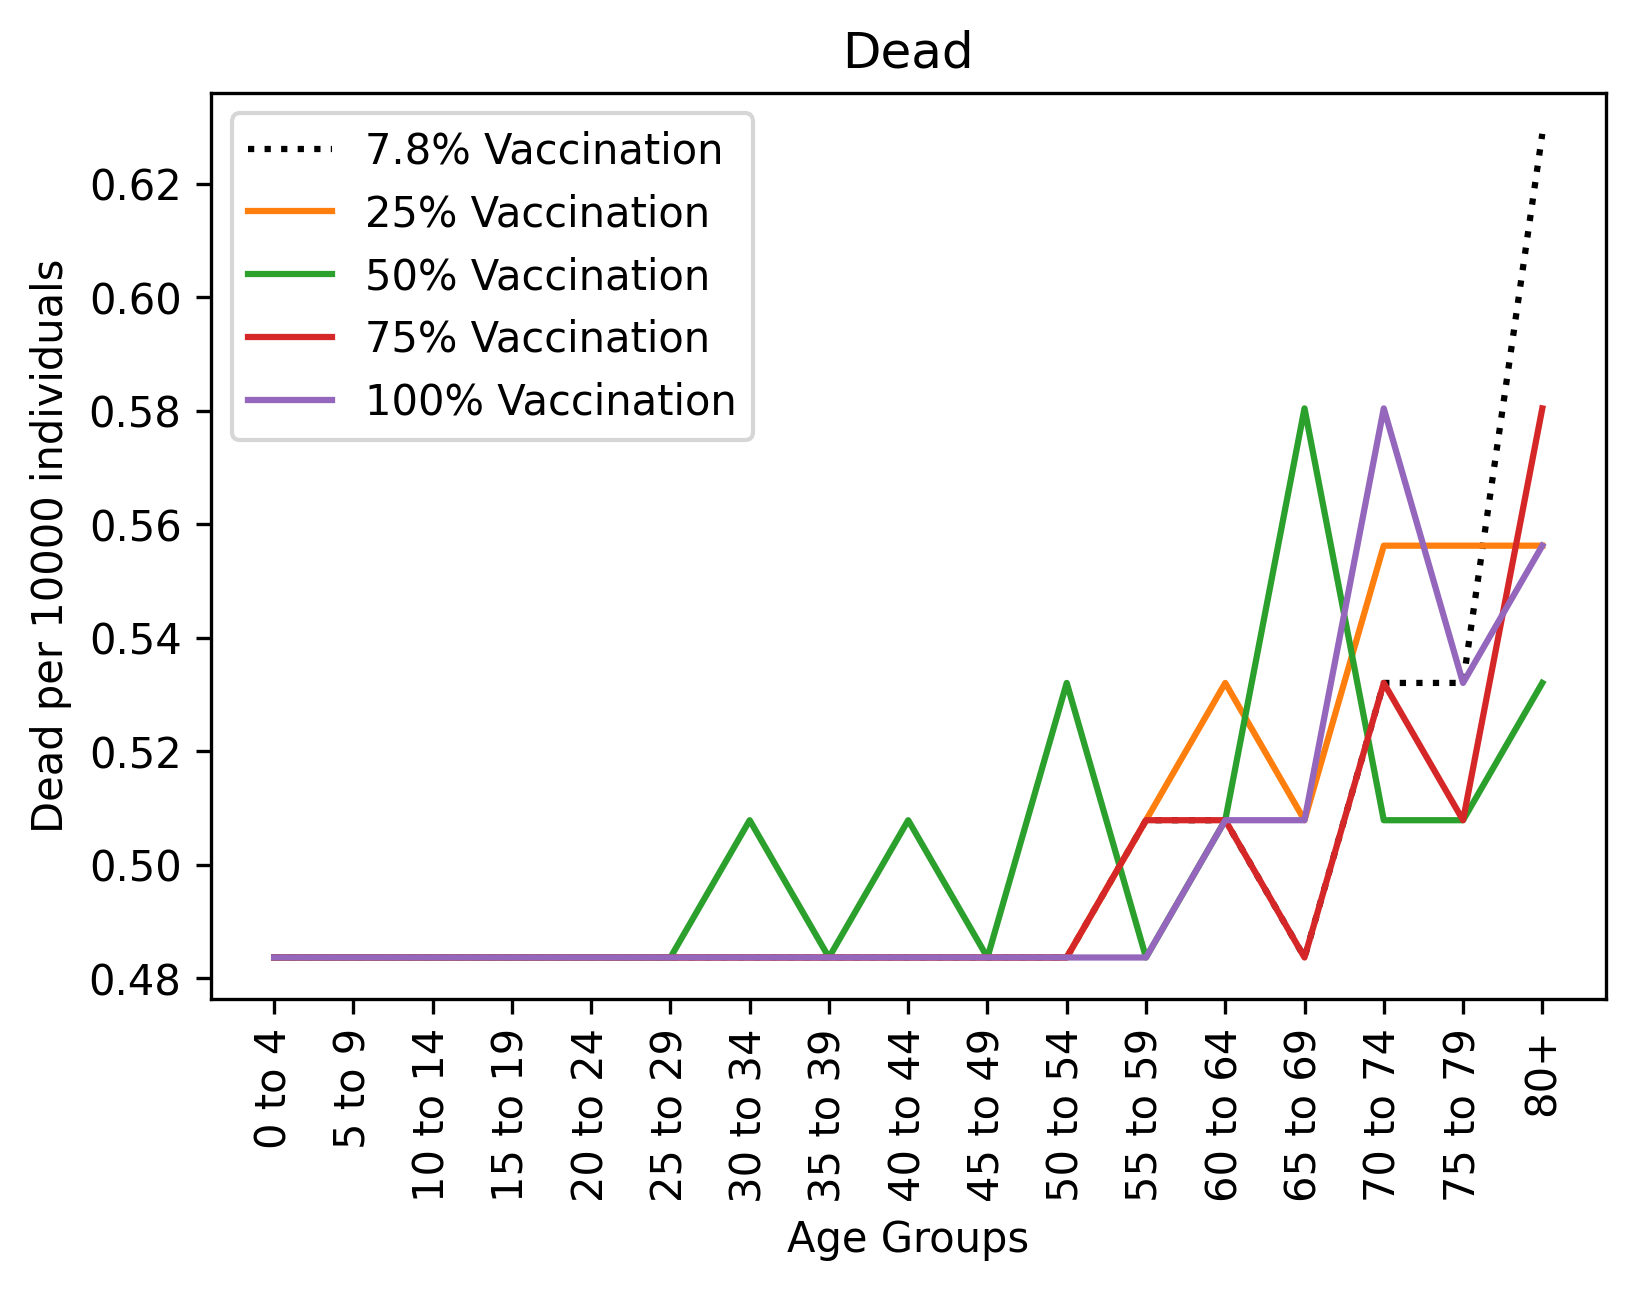 Dead
7.8% Vaccination
25% Vaccination
50% Vaccination
75% Vaccination
100% Vaccination
Dead per 10000 individuals
0.62
0.60
0.58
0.56
0.54
0.52
0.50
0.48
0 to 4
5 to 9
10 to 14
15 to 19
20 to 24
25 to 29
30 to 34
35 to 39
40 to 44
45 to 49
50 to 54
55 to 59
60 to 64
65 to 69
70 to 74
75 to 79
80+
Age Groups